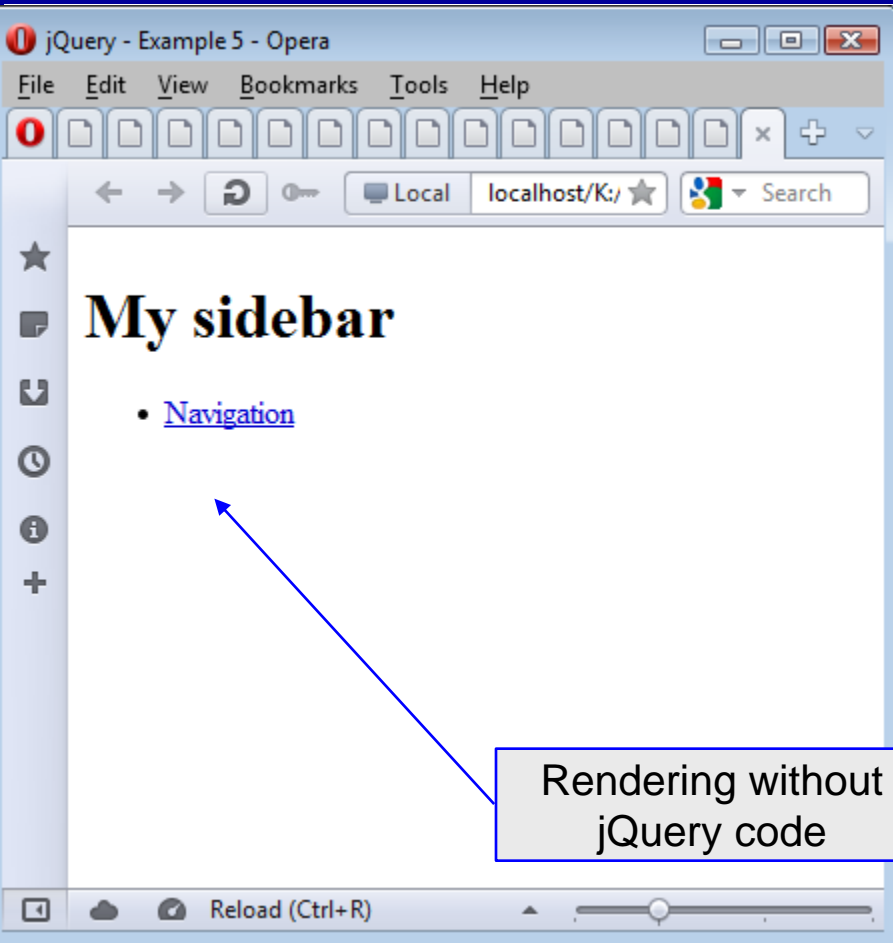 jQuery - Example 5 - Opera
File Edit View Bookmarks Tools Help
Local localhost/K:/ Search
My sidebar
• Navigation
Rendering without
jQuery code
Reload (Ctrl+R)